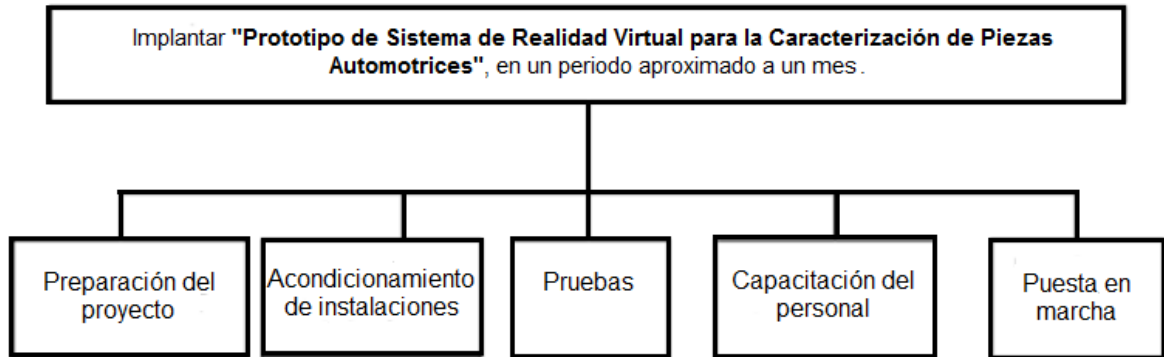 Implantar "Prototipo de Sistema de Realidad Virtual para la Caracterización de Piezas
Automotrices", en un periodo aproximado a un mes.
Preparación del
proyecto
Acondicionamiento
de instalaciones
Pruebas
Capacitación del
personal
Puesta en
marcha